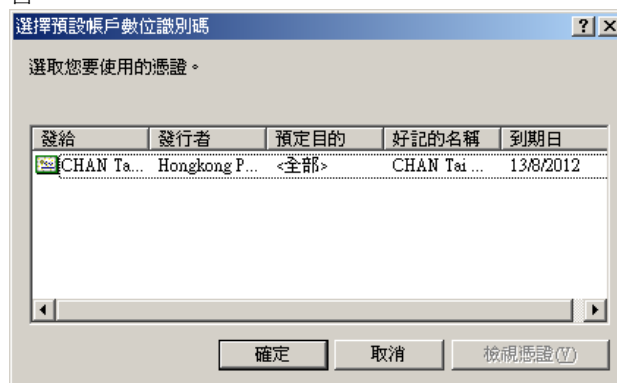 選擇預設帳戶數位識別碼
選取您要使用的憑證。
發給 發行者 預定目的 好記的名稱 到期日
CHAN Ta... Hongkong P... <全部> CHAN Tai ... 13/8/2012
確定 取消 檢視憑證(V)